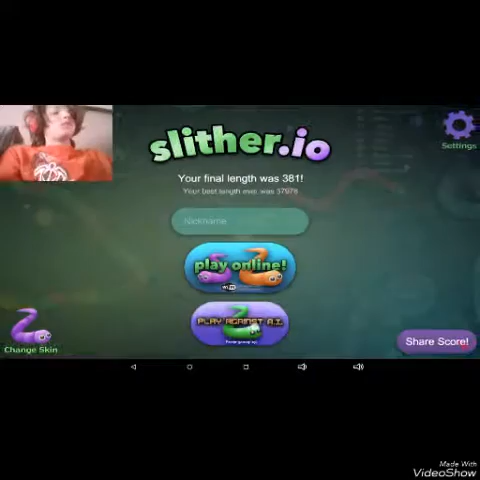 slither.io
Settings
Your final length was 381!
Your best length ever was 37978
Nickname
play online!
PLAY AGAINST A.I.
Change Skin
Share Score!
Made With
VideoShow